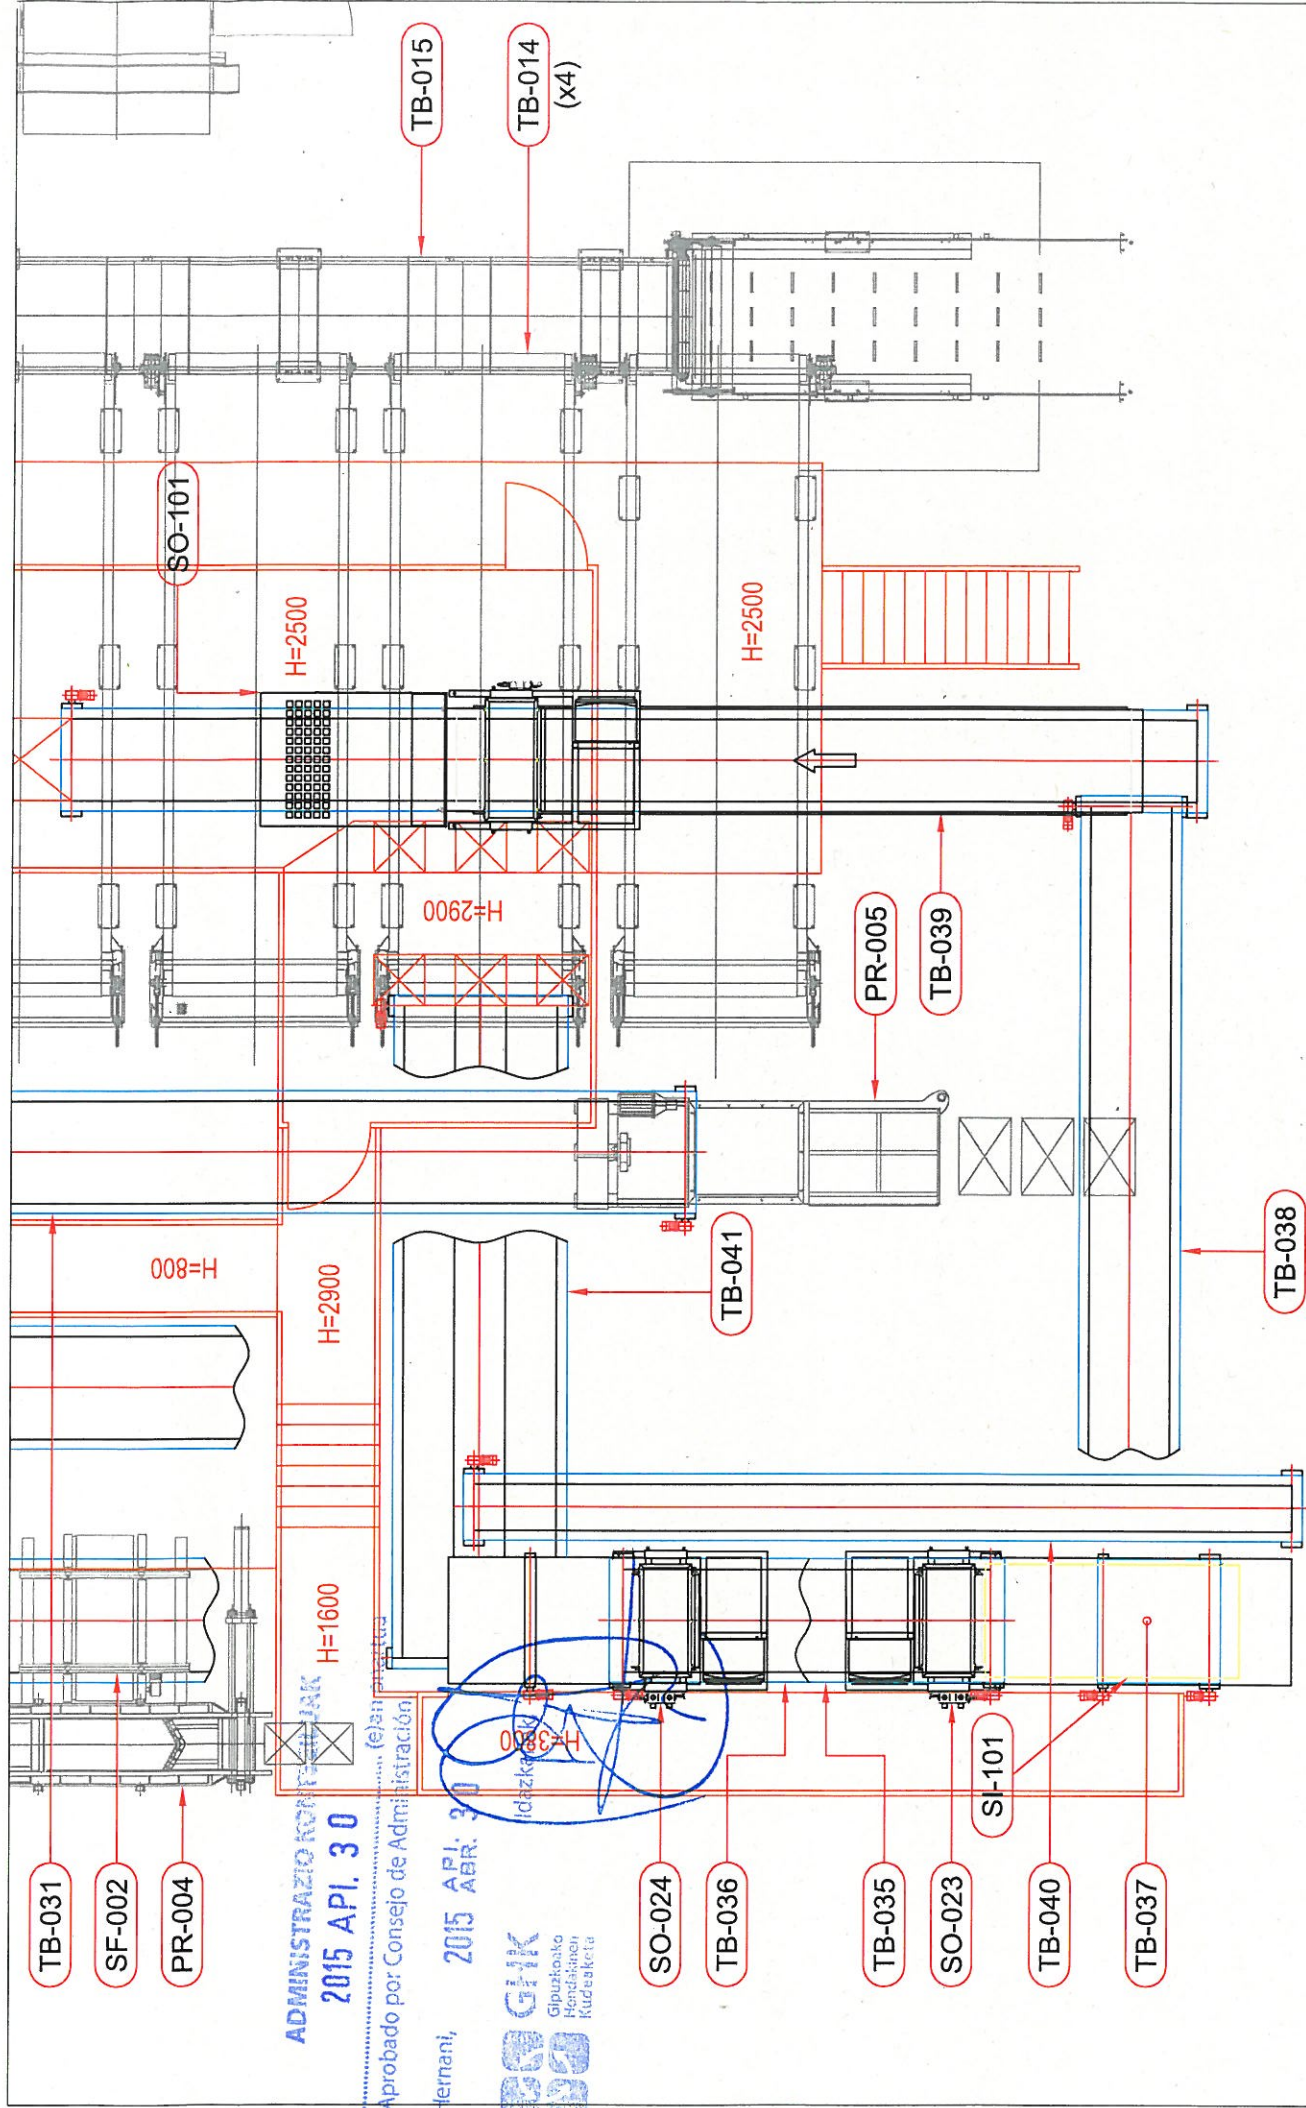 TB-015
TB-014
(x4)
SO-101
H=2500
H=2500
H=2900
PR-005
TB-039
H=800
H=2900
TB-041
TB-038
H=1600
TB-031
SF-002
PR-004
SO-024
TB-036
TB-035
SO-023
SI-101
TB-040
TB-037
ADMINISTRAZIO KONTSEILUAK
2015 API. 30
(e)an
Aprobado por Consejo de Administración
2015 API. 30
ABR.
GHK
Gipuzkoako
Hondakinen
Kudeaketa